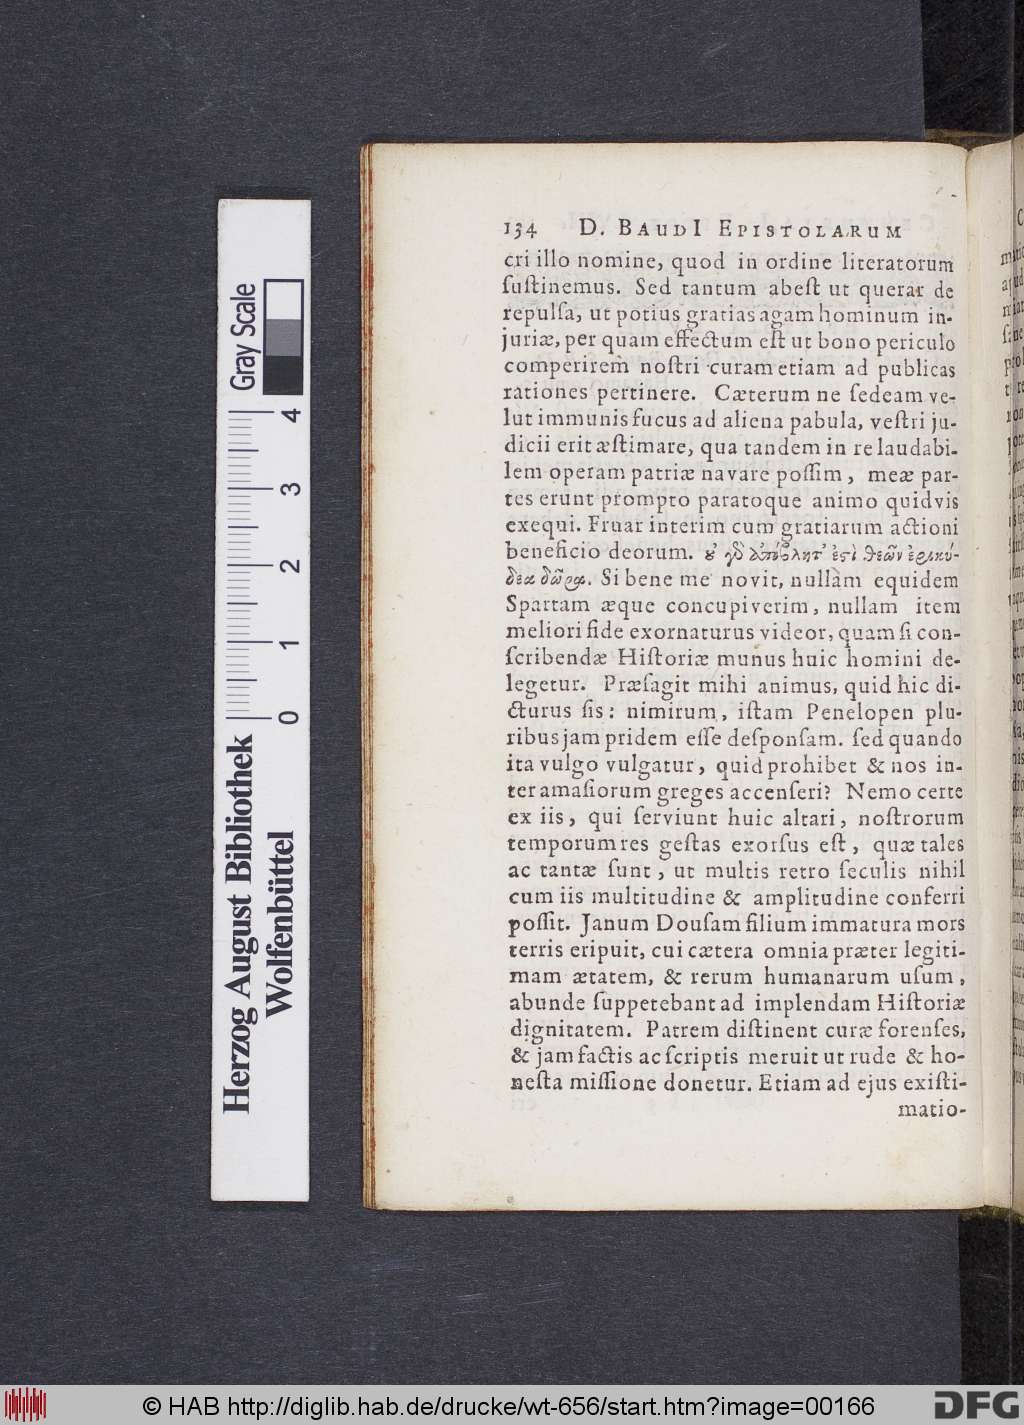 134 D. BAUDI EPISTOLARUM
cri illo nomine, quod in ordine literatorum
ſuſtinemus. Sed tantum abeſt ut querar de
repulſa, ut potius gratias agam hominum in-
juriæ, per quam effectum eſt ut bono periculo
comperirem noſtri curam etiam ad publicas
rationes pertinere. Cæterum ne ſedeam ve-
lut immunis fucus ad aliena pabula, veſtri ju-
dicii erit æſtimare, qua tandem in re laudabi-
lem operam patriæ navare poſſim, meæ par-
tes erunt prompto paratoque animo quidvis
exequi. Fruar interim cum gratiarum actioni
beneficio deorum. ȣ' γδ ἀπόβλητ' ἐςὶ θεῶν ἐρικύ-
δεα δῶρα. Si bene me novit, nullam equidem
Spartam æque concupiverim, nullam item
meliori fide exornaturus videor, quam ſi con-
ſcribendæ Hiſtoriæ munus huic homini de-
legetur. Præſagit mihi animus, quid hic di-
cturus ſis: nimirum, iſtam Penelopen plu-
ribus jam pridem eſſe deſponſam. ſed quando
ita vulgo vulgatur, quid prohibet & nos in-
ter amaſiorum greges accenſeri? Nemo certe
ex iis, qui ſerviunt huic altari, noſtrorum
temporum res geſtas exorſus eſt, quæ tales
ac tantæ ſunt, ut multis retro ſeculis nihil
cum iis multitudine & amplitudine conferri
poſſit. Janum Douſam filium immatura mors
terris eripuit, cui cætera omnia præter legiti-
mam ætatem, & rerum humanarum uſum,
abunde ſuppetebant ad implendam Hiſtoriæ
dignitatem. Patrem diſtinent curæ forenſes,
& jam factis ac ſcriptis meruit ut rude & ho-
neſta miſſione donetur. Etiam ad ejus exiſti-
matio-
Gray Scale
4
3
2
1
0
Herzog August Bibliothek
Wolfenbüttel
© HAB http://diglib.hab.de/drucke/wt-656/start.htm?image=00166
DFG